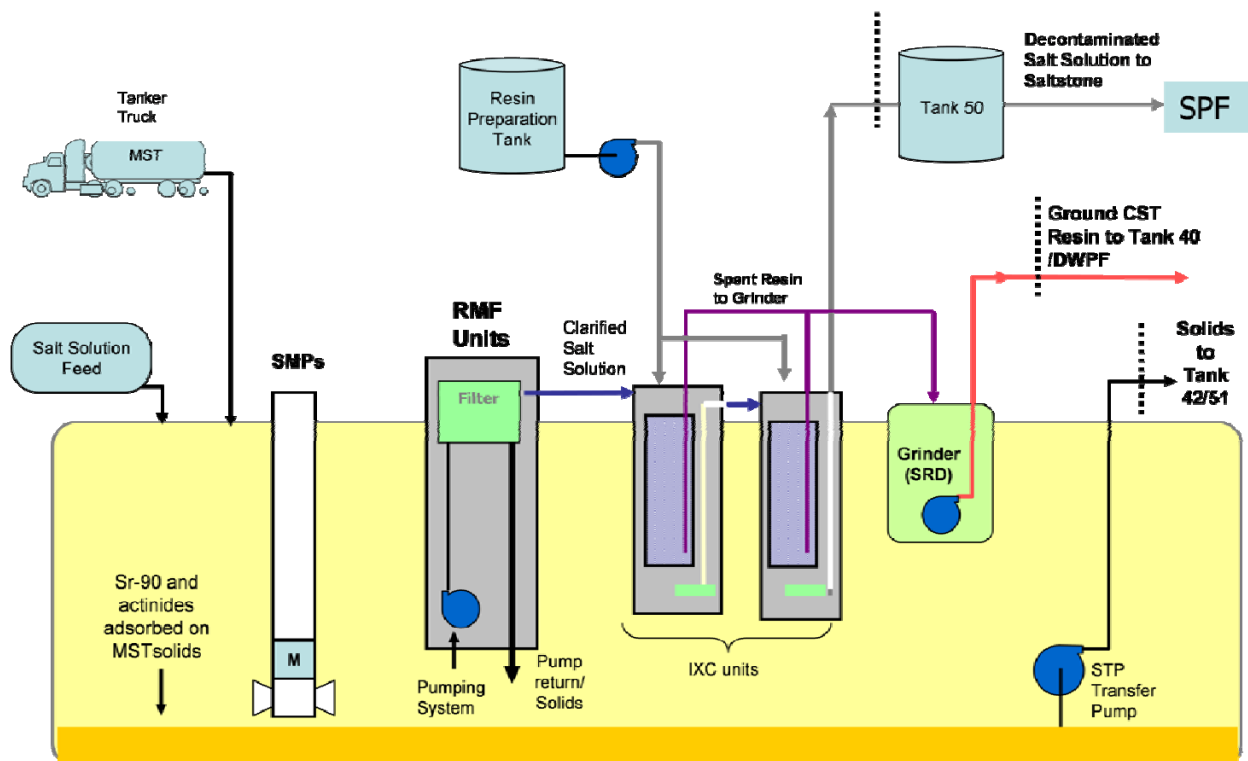 Tanker
Truck
MST
Salt Solution
Feed
SMPs
Resin
Preparation
Tank
RMF
Units
Filter
Clarified
Salt
Solution
Spent Resin
to Grinder
Tank 50
Decontaminated
Salt Solution to
Saltstone
SPF
Ground CST
Resin to Tank 40
/DWPF
Solids
to
Tank
42/51
Grinder
(SRD)
Sr-90 and
actinides
adsorbed on
MSTsolids
M
Pumping
System
Pump
return/
Solids
IXC units
STP
Transfer
Pump